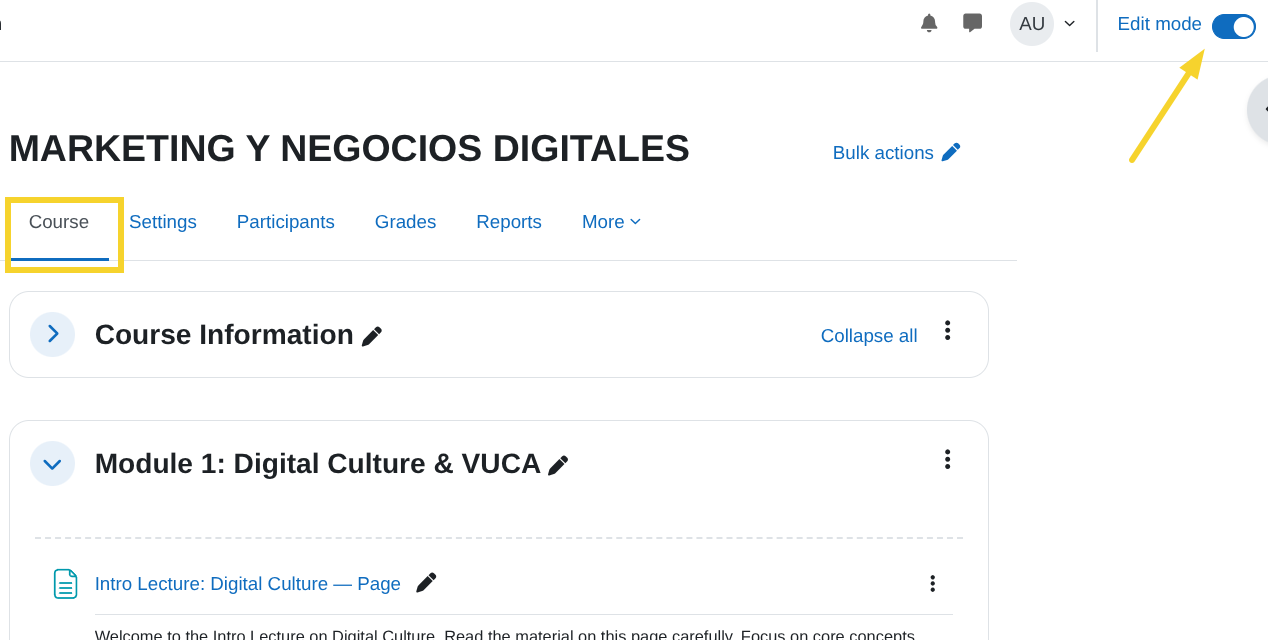 AU
Edit mode
MARKETING Y NEGOCIOS DIGITALES
Bulk actions
Course Settings Participants Grades Reports More
Course Information
Collapse all
Module 1: Digital Culture & VUCA
Intro Lecture: Digital Culture — Page
Welcome to the Intro Lecture on Digital Culture. Read the material on this page carefully. Focus on core concepts